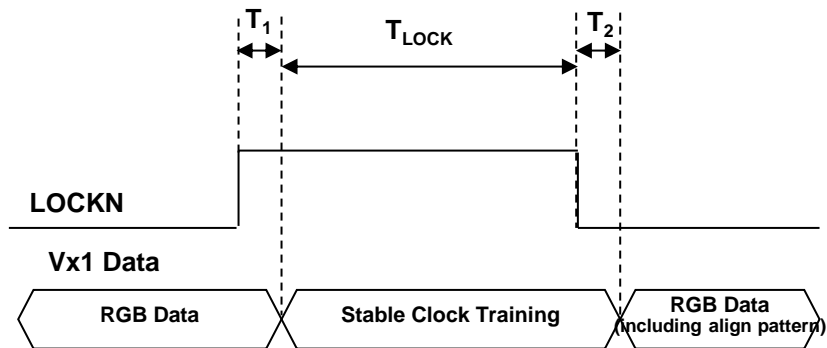 T1
TLOCK
T2
LOCKN
Vx1 Data
RGB Data
Stable Clock Training
RGB Data
(including align pattern)